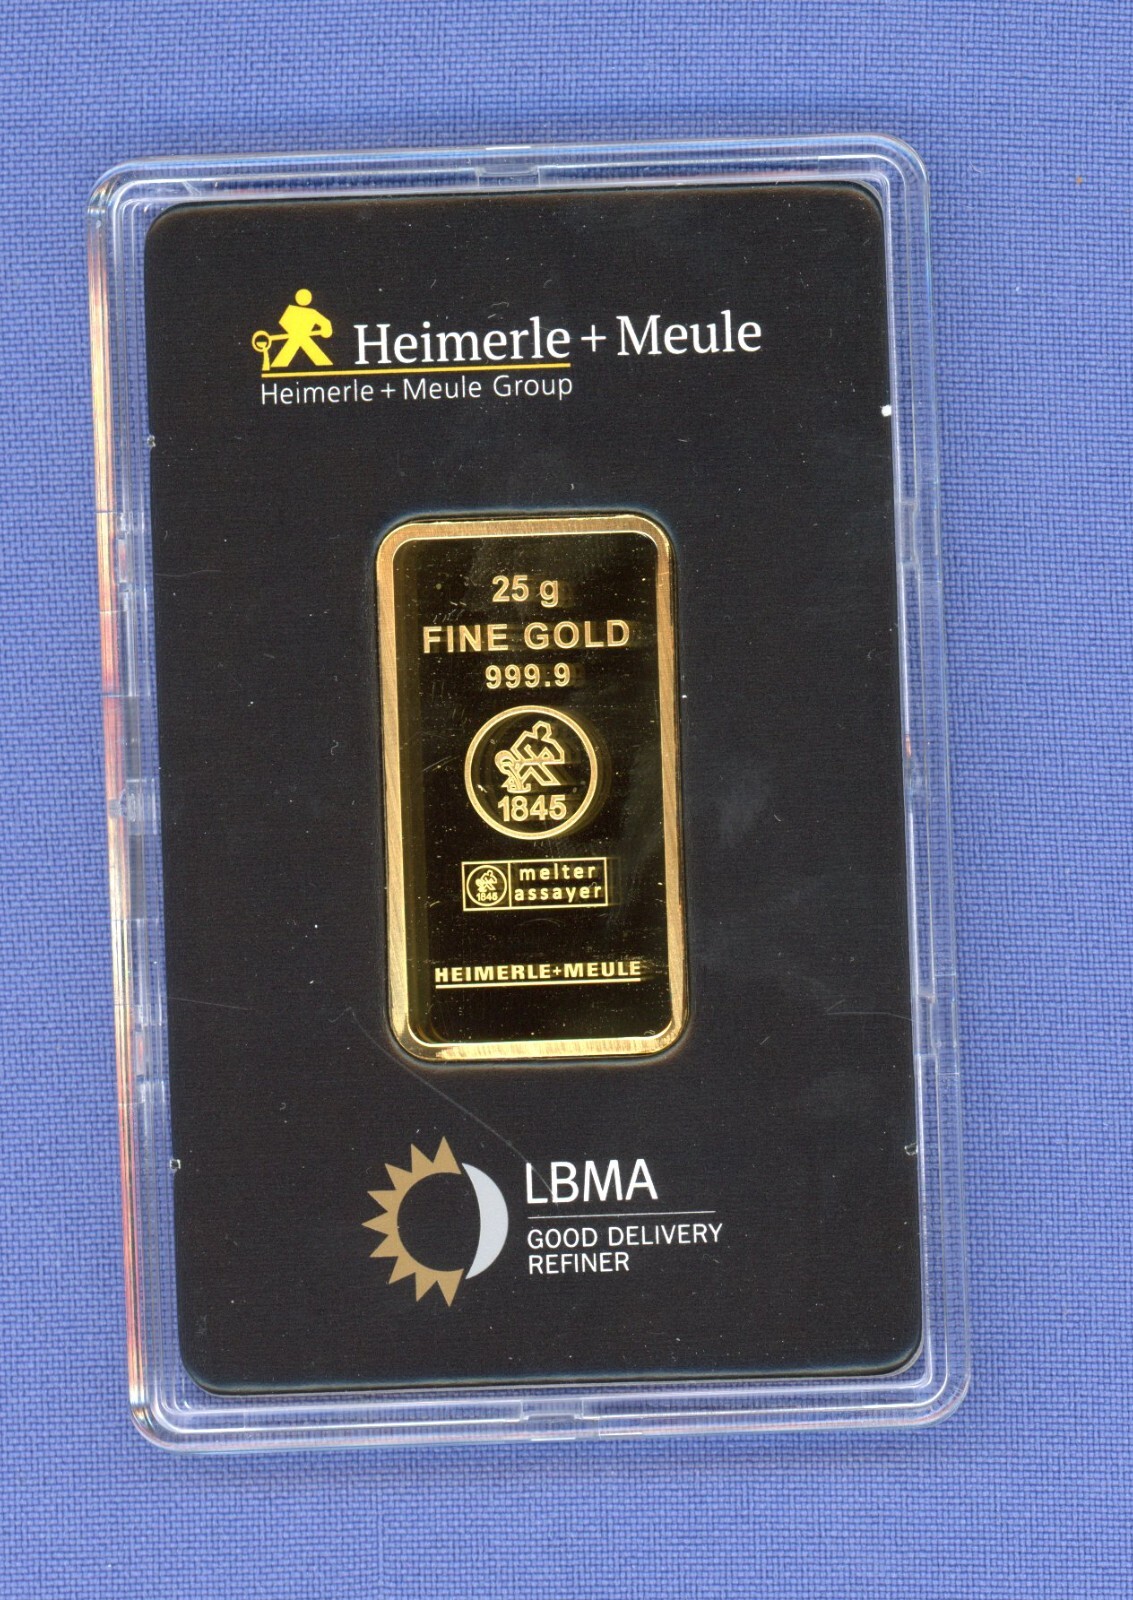 Heimerle + Meule
Heimerle + Meule Group
25 g
FINE GOLD
999.9
1845
1845
melter
assayer
HEIMERLE+MEULE
LBMA
GOOD DELIVERY
REFINER